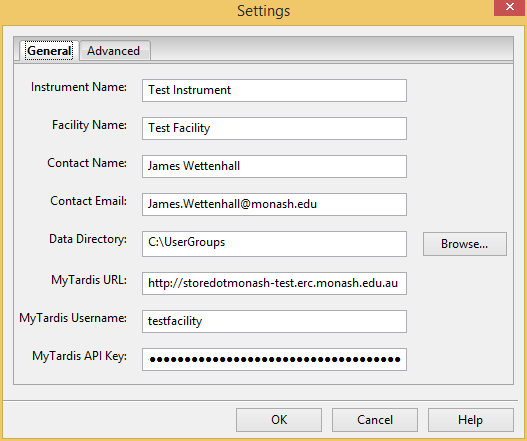 Settings
General Advanced
Instrument Name: Test Instrument
Facility Name: Test Facility
Contact Name: James Wettenhall
Contact Email: James.Wettenhall@monash.edu
Data Directory: C:\UserGroups Browse...
MyTardis URL: http://storedotmonash-test.erc.monash.edu.au
MyTardis Username: testfacility
MyTardis API Key: ●●●●●●●●●●●●●●●●●●●●●●●●●●●●●●●●●●●●
OK Cancel Help